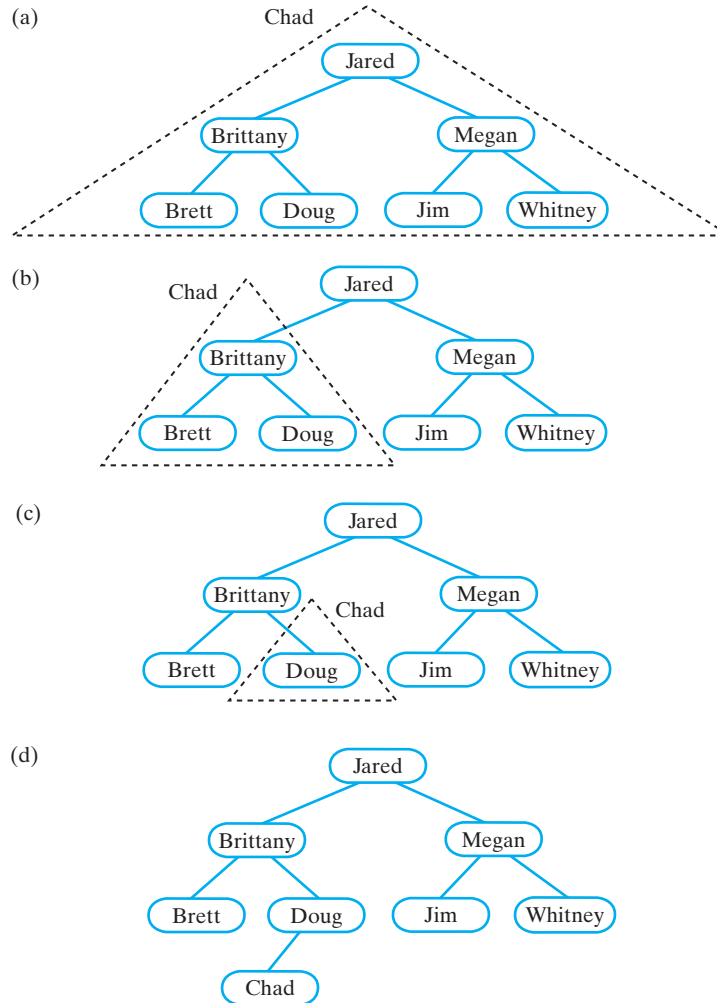 (a) Chad
Jared
Brittany Megan
Brett Doug Jim Whitney
(b) Chad Jared
Brittany Megan
Brett Doug Jim Whitney
(c) Jared
Brittany Chad Megan
Brett Doug Jim Whitney
(d) Jared
Brittany Megan
Brett Doug Jim Whitney
Chad